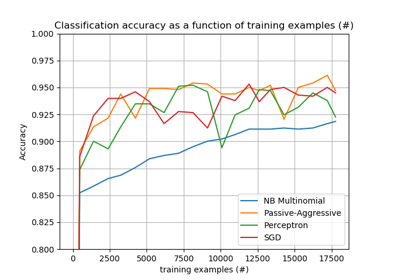 Classification accuracy as a function of training examples (#)
1.000
0.975
0.950
0.925
0.900
0.875
0.850
0.825
0.800
Accuracy
NB Multinomial
Passive-Aggressive
Perceptron
SGD
0 2500 5000 7500 10000 12500 15000 17500
training examples (#)